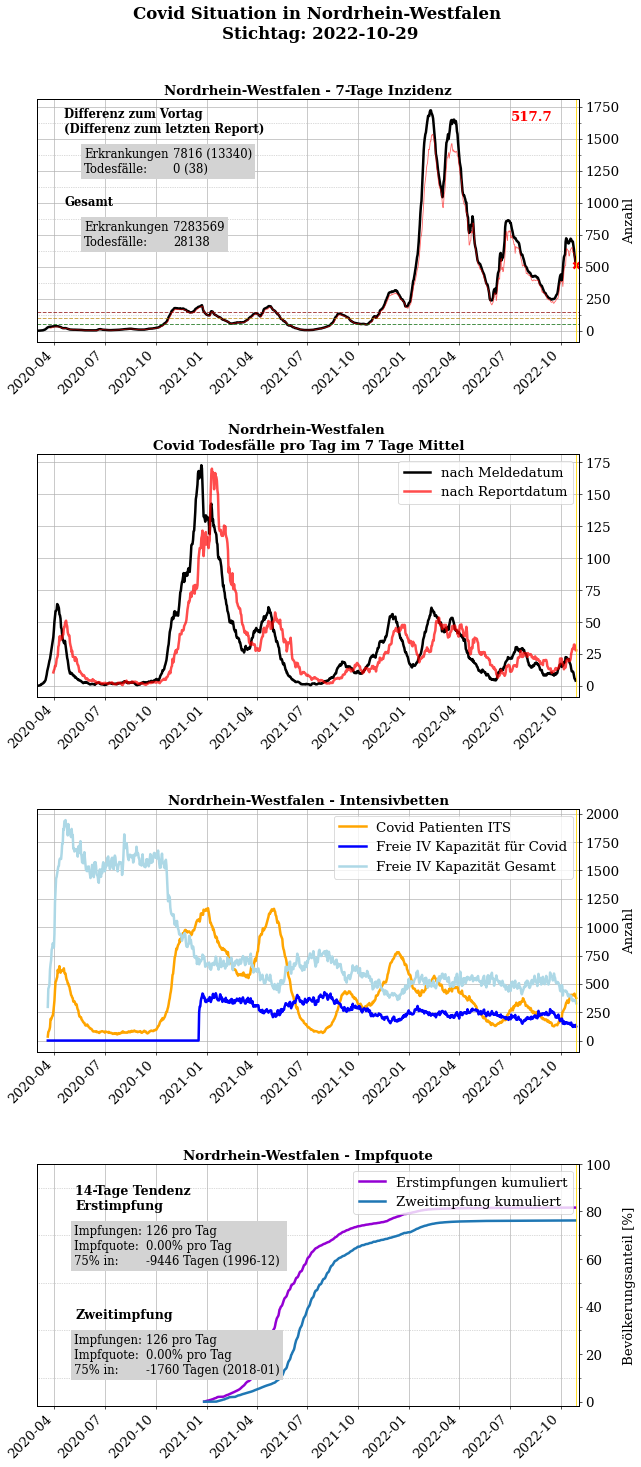 Covid Situation in Nordrhein-Westfalen
Stichtag: 2022-10-29
Nordrhein-Westfalen - 7-Tage Inzidenz
Differenz zum Vortag
(Differenz zum letzten Report)
Erkrankungen 7816 (13340)
Todesfälle: 0 (38)
Gesamt
Erkrankungen 7283569
Todesfälle: 28138
517.7
1750
1500
1250
1000
750
500
250
0
Anzahl
2020-04
2020-07
2020-10
2021-01
2021-04
2021-07
2021-10
2022-01
2022-04
2022-07
2022-10
Nordrhein-Westfalen
Covid Todesfälle pro Tag im 7 Tage Mittel
nach Meldedatum
nach Reportdatum
175
150
125
100
75
50
25
0
2020-04
2020-07
2020-10
2021-01
2021-04
2021-07
2021-10
2022-01
2022-04
2022-07
2022-10
Nordrhein-Westfalen - Intensivbetten
Covid Patienten ITS
Freie IV Kapazität für Covid
Freie IV Kapazität Gesamt
2000
1750
1500
1250
1000
750
500
250
0
Anzahl
2020-04
2020-07
2020-10
2021-01
2021-04
2021-07
2021-10
2022-01
2022-04
2022-07
2022-10
Nordrhein-Westfalen - Impfquote
14-Tage Tendenz
Erstimpfung
Impfungen: 126 pro Tag
Impfquote: 0.00% pro Tag
75% in: -9446 Tagen (1996-12)
Zweitimpfung
Impfungen: 126 pro Tag
Impfquote: 0.00% pro Tag
75% in: -1760 Tagen (2018-01)
Erstimpfungen kumuliert
Zweitimpfung kumuliert
100
80
60
40
20
0
Bevölkerungsanteil [%]
2020-04
2020-07
2020-10
2021-01
2021-04
2021-07
2021-10
2022-01
2022-04
2022-07
2022-10